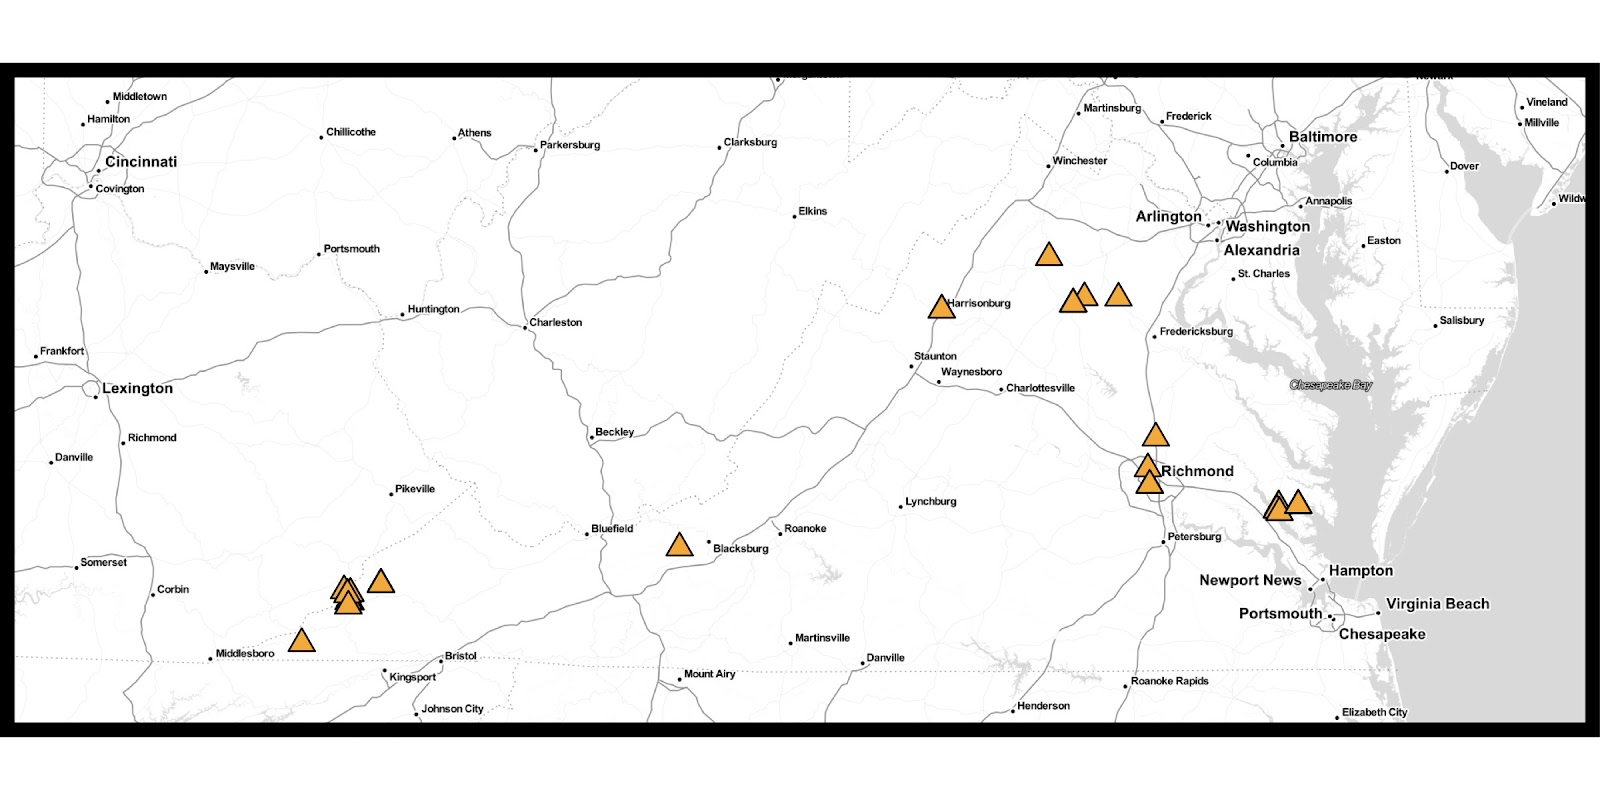 Newark
Middletown
Vineland
Martinsburg
Hamilton
Frederick
Millville
Chillicothe
Athens
Baltimore
Parkersburg
Clarksburg
Cincinnati
Winchester
Columbia
Dover
Covington
Annapolis
Wildw
Elkins
Arlington
Washington
Easton
Portsmouth
Alexandria
Maysville
St. Charles
Harrisonburg
Huntington
Charleston
Salisbury
Fredericksburg
Frankfort
Staunton
Waynesboro
Chesapeake Bay
Lexington
Charlottesville
Beckley
Richmond
Danville
Richmond
Pikeville
Lynchburg
Bluefield
Roanoke
Petersburg
Blacksburg
Somerset
Hampton
Newport News
Corbin
Virginia Beach
Portsmouth
Chesapeake
Martinsville
Middlesboro
Bristol
Danville
Mount Airy
Kingsport
Roanoke Rapids
Henderson
Johnson City
Elizabeth City